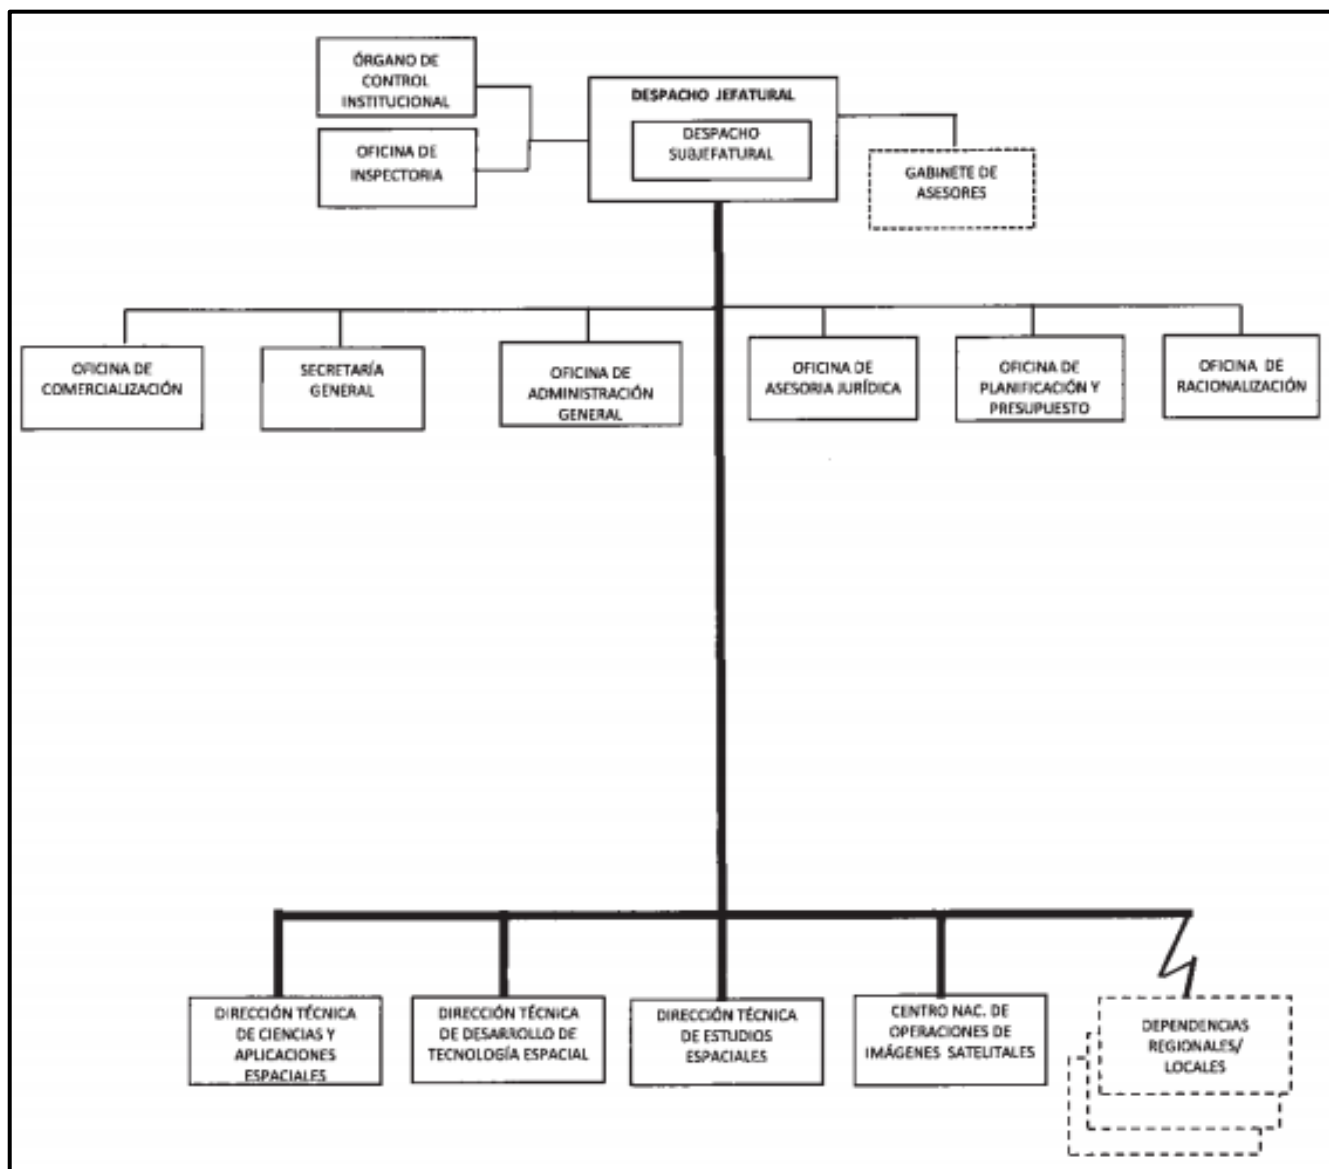 ÓRGANO DE
CONTROL
INSTITUCIONAL
OFICINA DE
INSPECTORIA
DESPACHO JEFATURAL
DESPACHO
SUBJEFATURAL
GABINETE DE
ASESORES
OFICINA DE
COMERCIALIZACIÓN
SECRETARÍA
GENERAL
OFICINA DE
ADMINISTRACIÓN
GENERAL
OFICINA DE
ASESORIA JURÍDICA
OFICINA DE
PLANIFICACIÓN Y
PRESUPUESTO
OFICINA DE
RACIONALIZACIÓN
DIRECCIÓN TÉCNICA
DE CIENCIAS Y
APLICACIONES
ESPACIALES
DIRECCIÓN TÉCNICA
DE DESARROLLO DE
TECNOLOGÍA ESPACIAL
DIRECCIÓN TÉCNICA
DE ESTUDIOS
ESPACIALES
CENTRO NAC. DE
OPERACIONES DE
IMÁGENES SATELITALES
DEPENDENCIAS
REGIONALES/
LOCALES